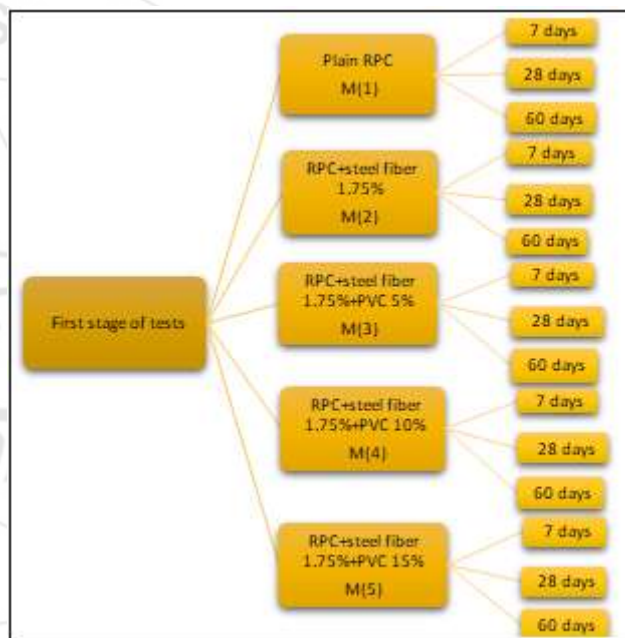 First stage of tests
Plain RPC
M(1)
7 days
28 days
60 days
RPC+steel fiber
1.75%
M(2)
7 days
28 days
60 days
RPC+steel fiber
1.75%+PVC 5%
M(3)
7 days
28 days
60 days
RPC+steel fiber
1.75%+PVC 10%
M(4)
7 days
28 days
60 days
RPC+steel fiber
1.75%+PVC 15%
M(5)
7 days
28 days
60 days